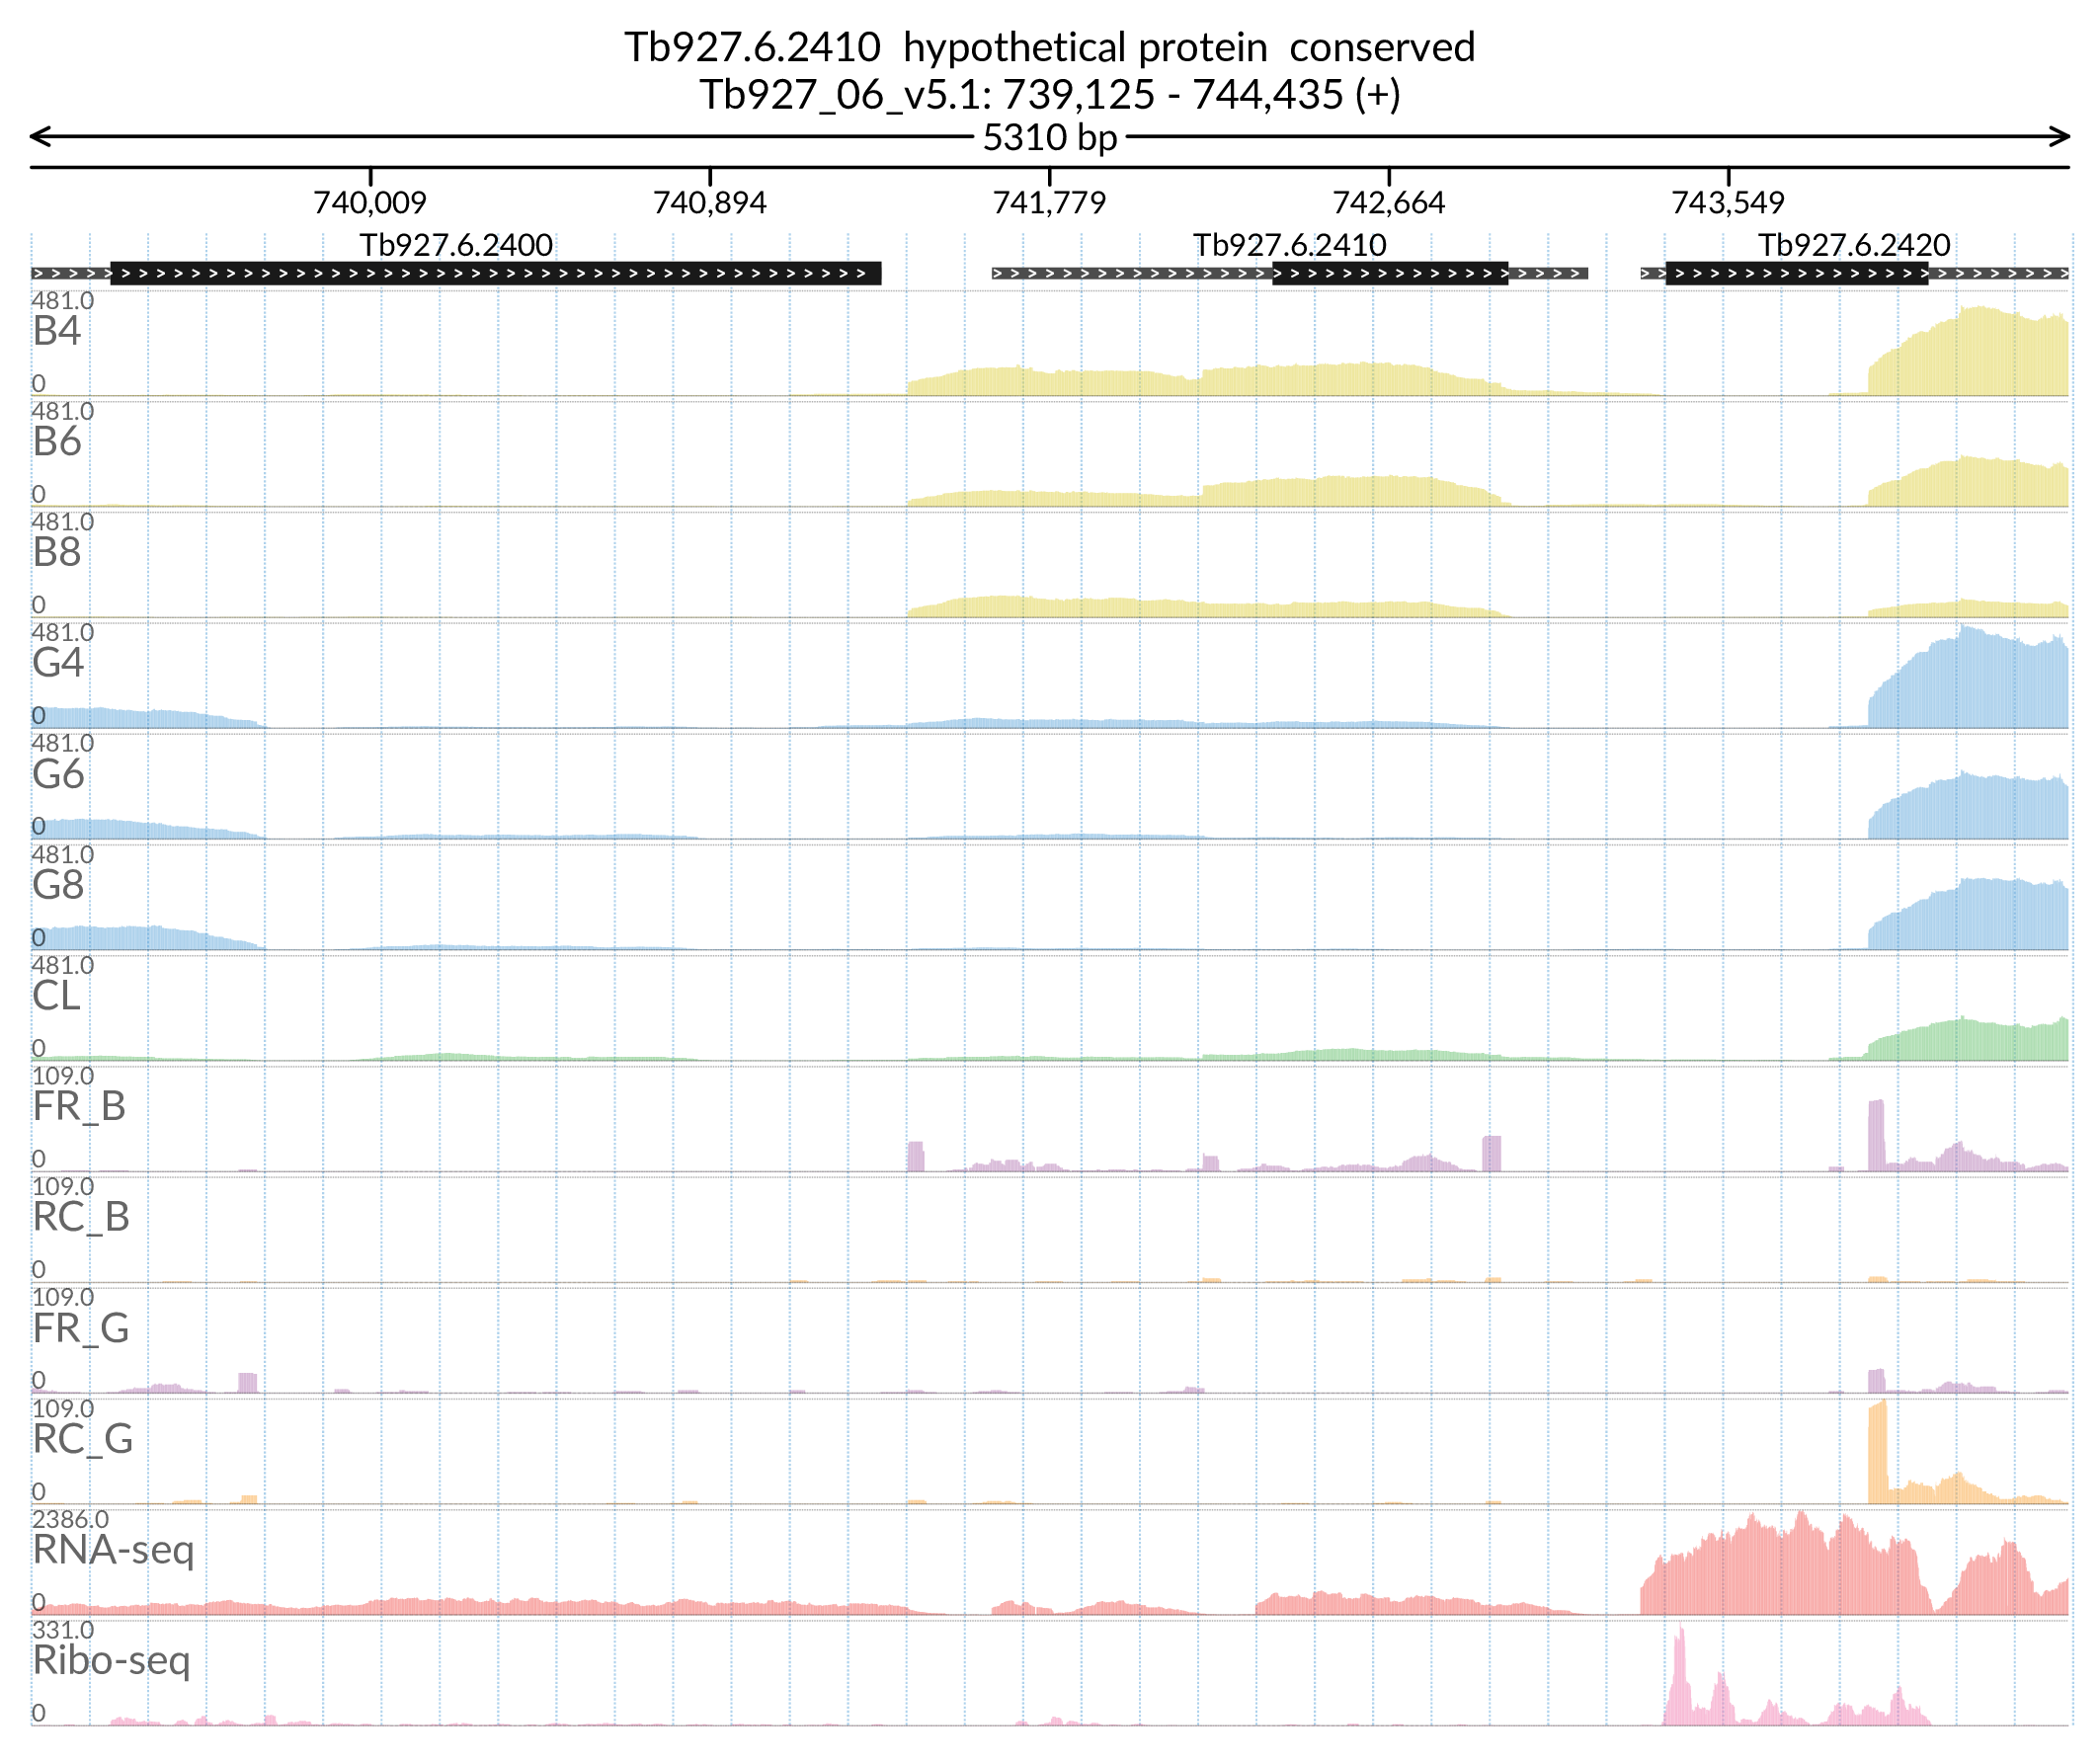 Tb927.6.2410  hypothetical protein  conserved
Tb927_06_v5.1: 739,125 - 744,435 (+)
5310 bp
740,009 740,894 741,779 742,664 743,549
Tb927.6.2400 Tb927.6.2410 Tb927.6.2420
481.0
B4
0
481.0
B6
0
481.0
B8
0
481.0
G4
0
481.0
G6
0
481.0
G8
0
481.0
CL
0
109.0
FR_B
0
109.0
RC_B
0
109.0
FR_G
0
109.0
RC_G
0
2386.0
RNA-seq
0
331.0
Ribo-seq
0